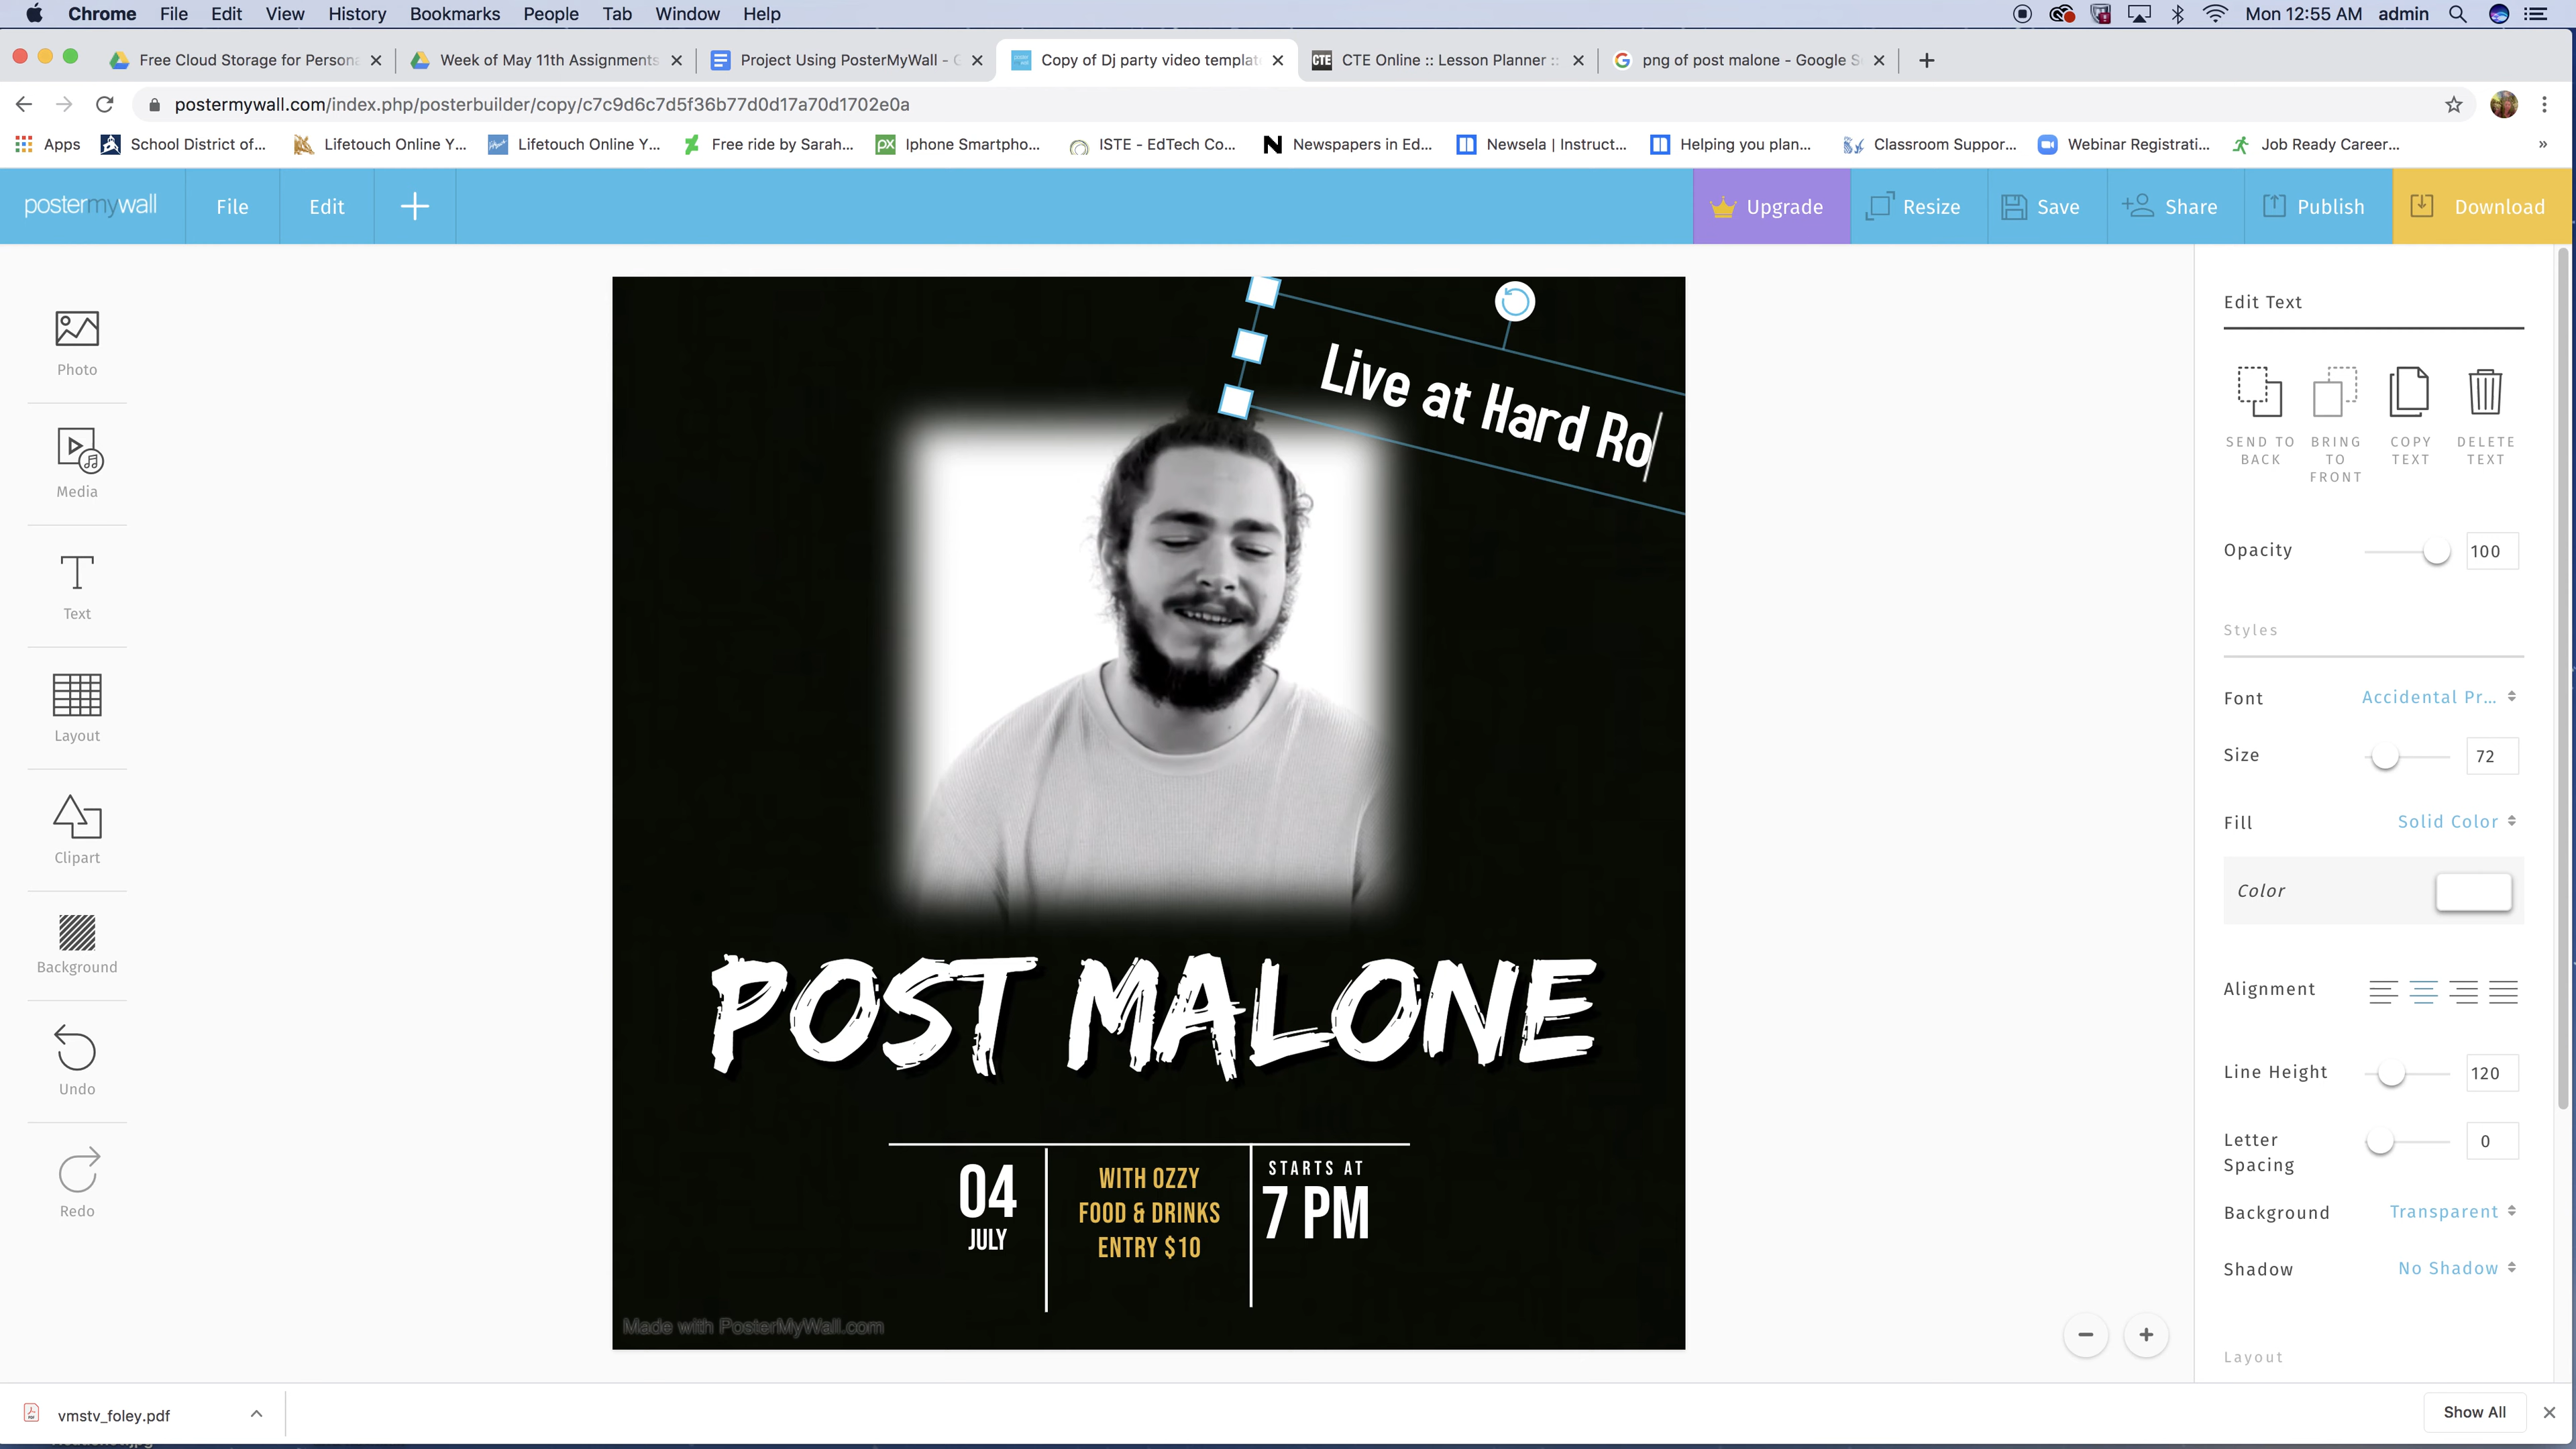 Chrome File Edit View History Bookmarks People Tab Window Help Mon 12:55 AM admin
Free Cloud Storage for Persona Week of May 11th Assignments Project Using PosterMyWall - Copy of Dj party video templat CTE CTE Online :: Lesson Planner :: png of post malone - Google S
postermywall.com/index.php/posterbuilder/copy/c7c9d6c7d5f36b77d0d17a70d1702e0a
Apps School District of... Lifetouch Online Y... Lifetouch Online Y... Free ride by Sarah... px Iphone Smartpho... ISTE - EdTech Co... N Newspapers in Ed... Newsela | Instruct... Helping you plan... Classroom Suppor... Webinar Registrati... Job Ready Career... »
postermywall File Edit Upgrade Resize Save Share Publish Download
Photo
Media
Text
Layout
Clipart
Background
Undo
Redo
Live at Hard Ro
POST MALONE
04
JULY
WITH OZZY
FOOD & DRINKS
ENTRY $10
STARTS AT
7 PM
Made with PosterMyWall.com
Edit Text
SEND TO BACK
BRING TO FRONT
COPY TEXT
DELETE TEXT
Opacity 100
Styles
Font Accidental Pr...
Size 72
Fill Solid Color
Color
Alignment
Line Height 120
Letter Spacing 0
Background Transparent
Shadow No Shadow
Layout
vmstv_foley.pdf Show All